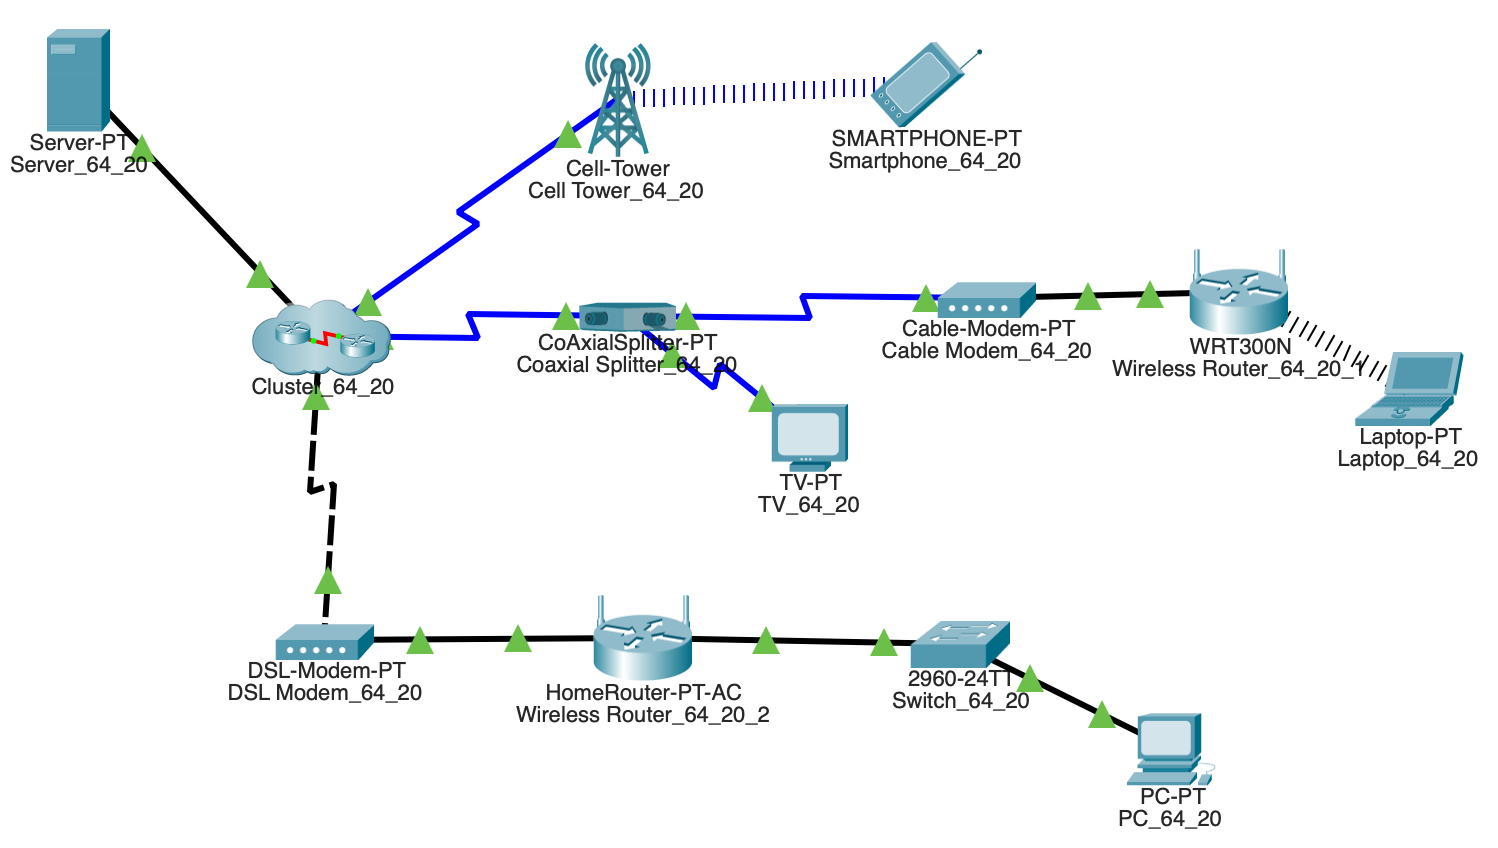 Server-PT
Server_64_20
Cell-Tower
Cell Tower_64_20
SMARTPHONE-PT
Smartphone_64_20
Cluster_64_20
CoAxialSplitter-PT
Coaxial Splitter_64_20
Cable-Modem-PT
Cable Modem_64_20
WRT300N
Wireless Router_64_20_1
Laptop-PT
Laptop_64_20
TV-PT
TV_64_20
DSL-Modem-PT
DSL Modem_64_20
HomeRouter-PT-AC
Wireless Router_64_20_2
2960-24TT
Switch_64_20
PC-PT
PC_64_20